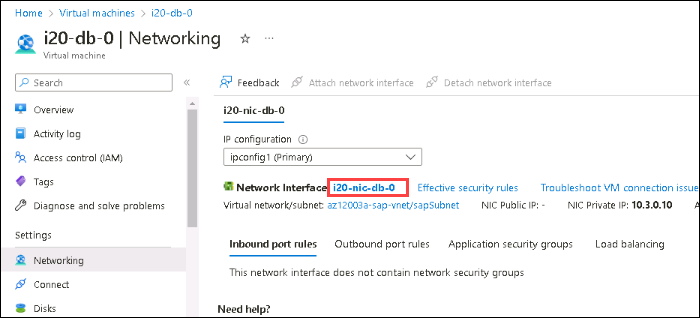 Home > Virtual machines > i20-db-0
i20-db-0 | Networking
Virtual machine
Search
Overview
Activity log
Access control (IAM)
Tags
Diagnose and solve problems
Settings
Networking
Connect
Disks
Feedback Attach network interface Detach network interface
i20-nic-db-0
IP configuration
ipconfig1 (Primary)
Network Interface i20-nic-db-0 Effective security rules Troubleshoot VM connection issue
Virtual network/subnet: az12003a-sap-vnet/sapSubnet NIC Public IP: - NIC Private IP: 10.3.0.10
Inbound port rules Outbound port rules Application security groups Load balancing
This network interface does not contain network security groups
Need help?